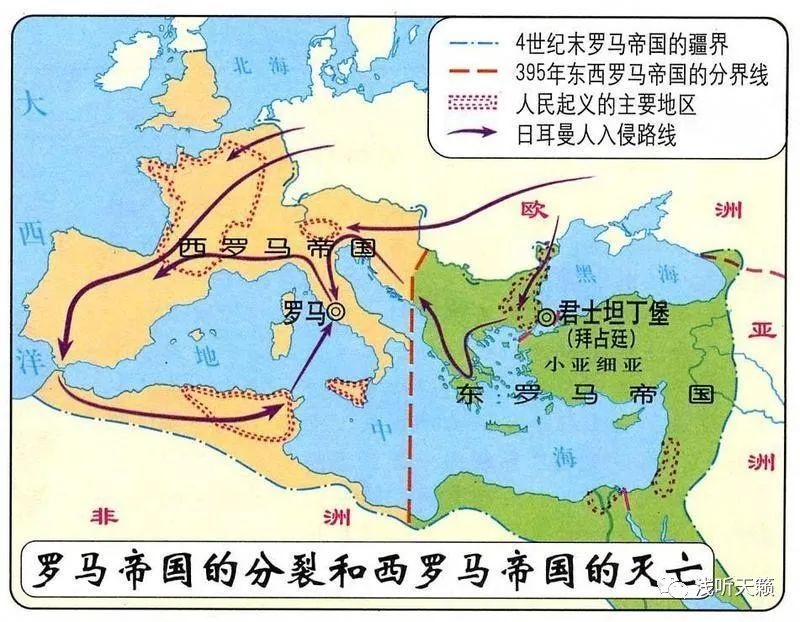 4世纪末罗马帝国的疆界
395年东西罗马帝国的分界线
人民起义的主要地区
日耳曼人入侵路线
北海
大西洋
欧洲
西罗马帝国
黑海
罗马
君士坦丁堡
(拜占廷)
小亚细亚
亚洲
地中海
东罗马帝国
非洲
罗马帝国的分裂和西罗马帝国的灭亡
浅听天籁